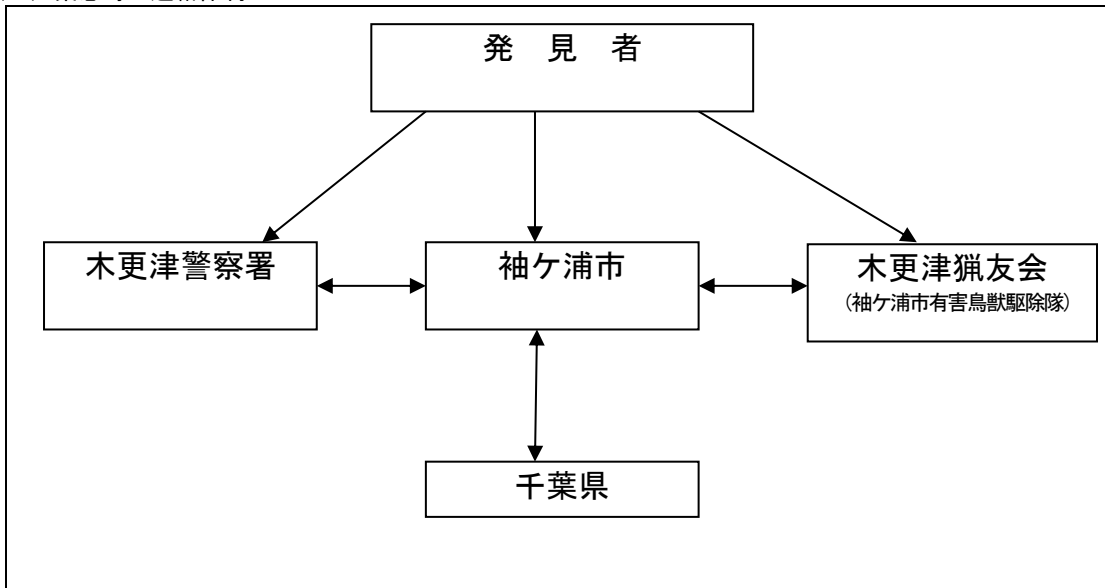 発　見　者
木更津警察署
袖ケ浦市
木更津猟友会
（袖ケ浦市有害鳥獣駆除隊）
千葉県